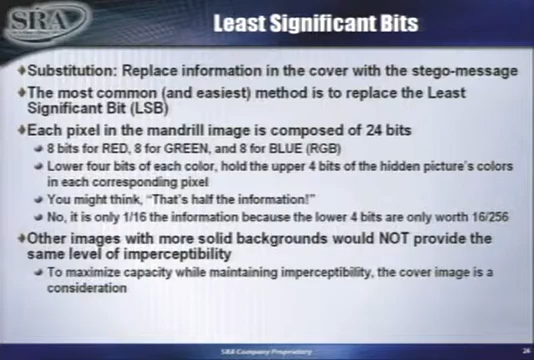 SRA
Least Significant Bits
Substitution: Replace information in the cover with the stego-message
The most common (and easiest) method is to replace the Least
Significant Bit (LSB)
Each pixel in the mandrill image is composed of 24 bits
8 bits for RED, 8 for GREEN, and 8 for BLUE (RGB)
Lower four bits of each color, hold the upper 4 bits of the hidden picture's colors
in each corresponding pixel
You might think, "That's half the information!"
No, it is only 1/16 the information because the lower 4 bits are only worth 16/256
Other images with more solid backgrounds would NOT provide the
same level of imperceptibility
To maximize capacity while maintaining imperceptibility, the cover image is a
consideration
SRA Company Proprietary